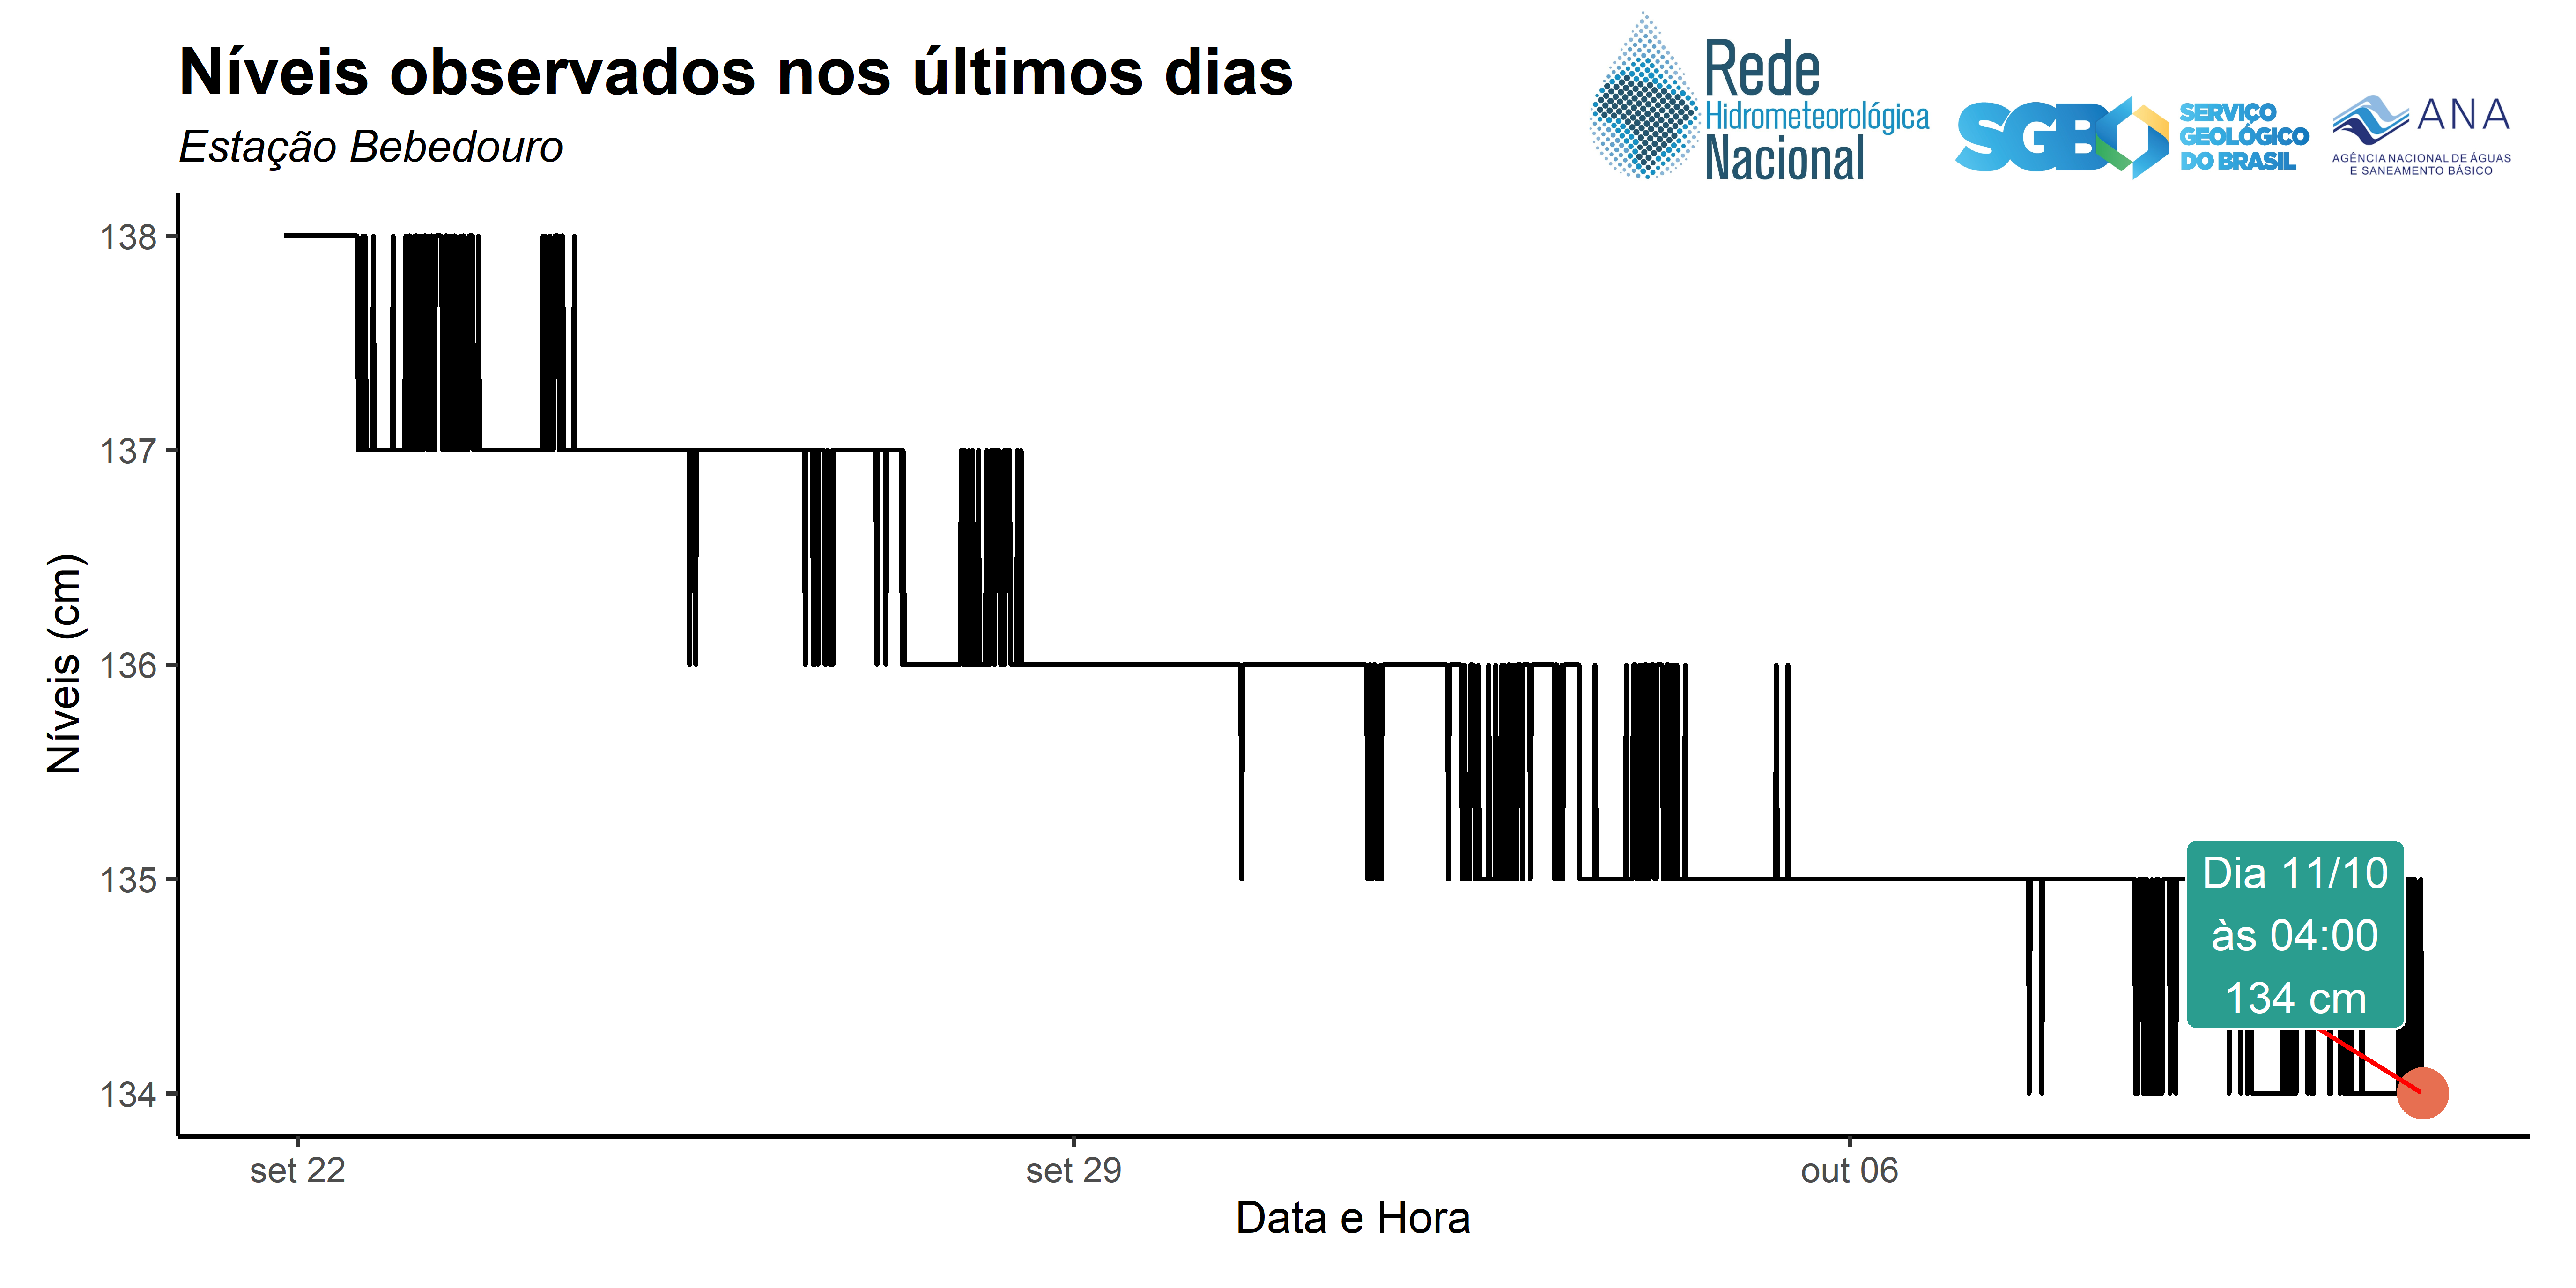 Níveis observados nos últimos dias
Estação Bebedouro
Rede
Hidrometeorológica
Nacional
SGB
SERVIÇO
GEOLÓGICO
DO BRASIL
ANA
AGÊNCIA NACIONAL DE ÁGUAS
E SANEAMENTO BÁSICO
Níveis (cm)
138
137
136
135
134
Dia 11/10
às 04:00
134 cm
set 22
set 29
out 06
Data e Hora